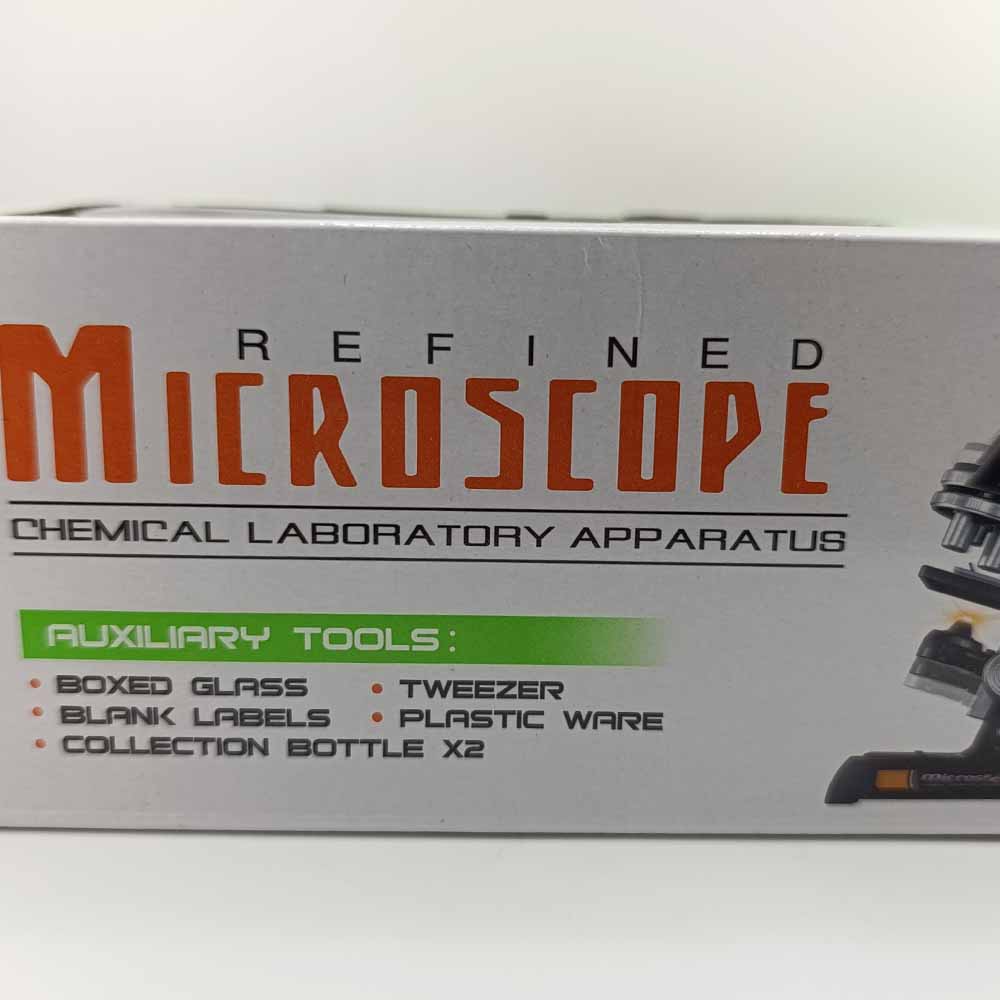 REFINED
MICROSCOPE
CHEMICAL LABORATORY APPARATUS
AUXILIARY TOOLS:
• BOXED GLASS • TWEEZER
• BLANK LABELS • PLASTIC WARE
• COLLECTION BOTTLE X2